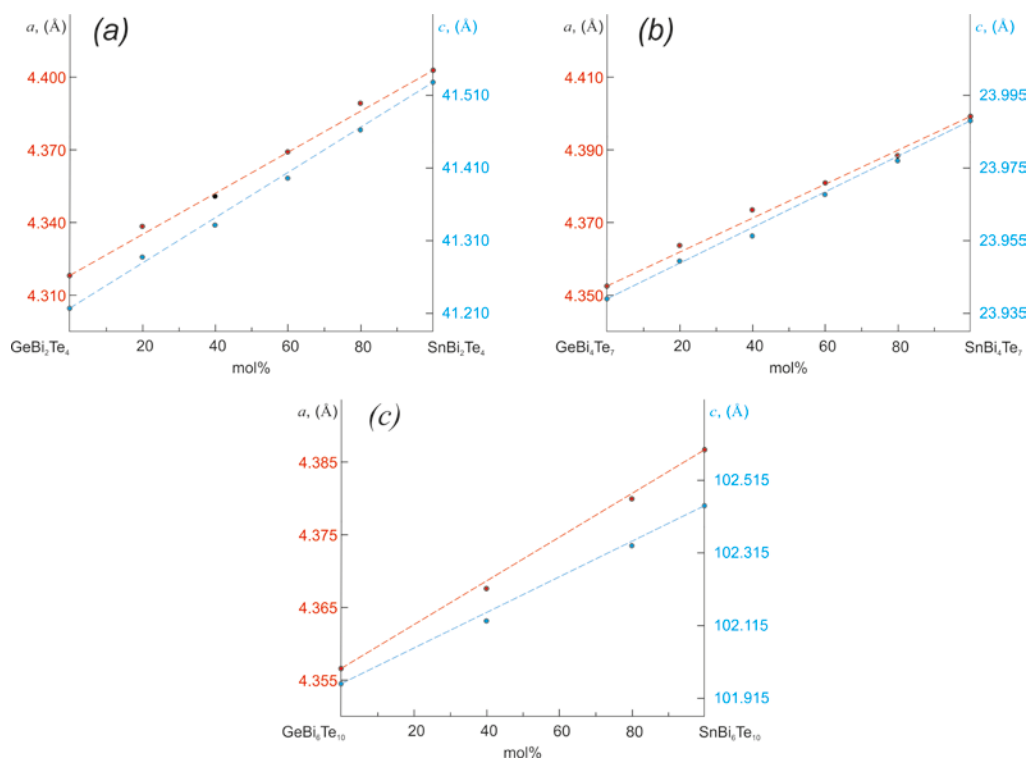 a, (Å) (a) c, (Å)
4.400
41.510
4.370
41.410
4.340
41.310
4.310
41.210
GeBi₂Te₄ 20 40 60 80 SnBi₂Te₄
mol%
a, (Å) (b) c, (Å)
4.410
23.995
4.390
23.975
4.370
23.955
4.350
23.935
GeBi₄Te₇ 20 40 60 80 SnBi₄Te₇
mol%
a, (Å) (c) c, (Å)
4.385
102.515
4.375
102.315
4.365
102.115
4.355
101.915
GeBi₆Te₁₀ 20 40 60 80 SnBi₆Te₁₀
mol%